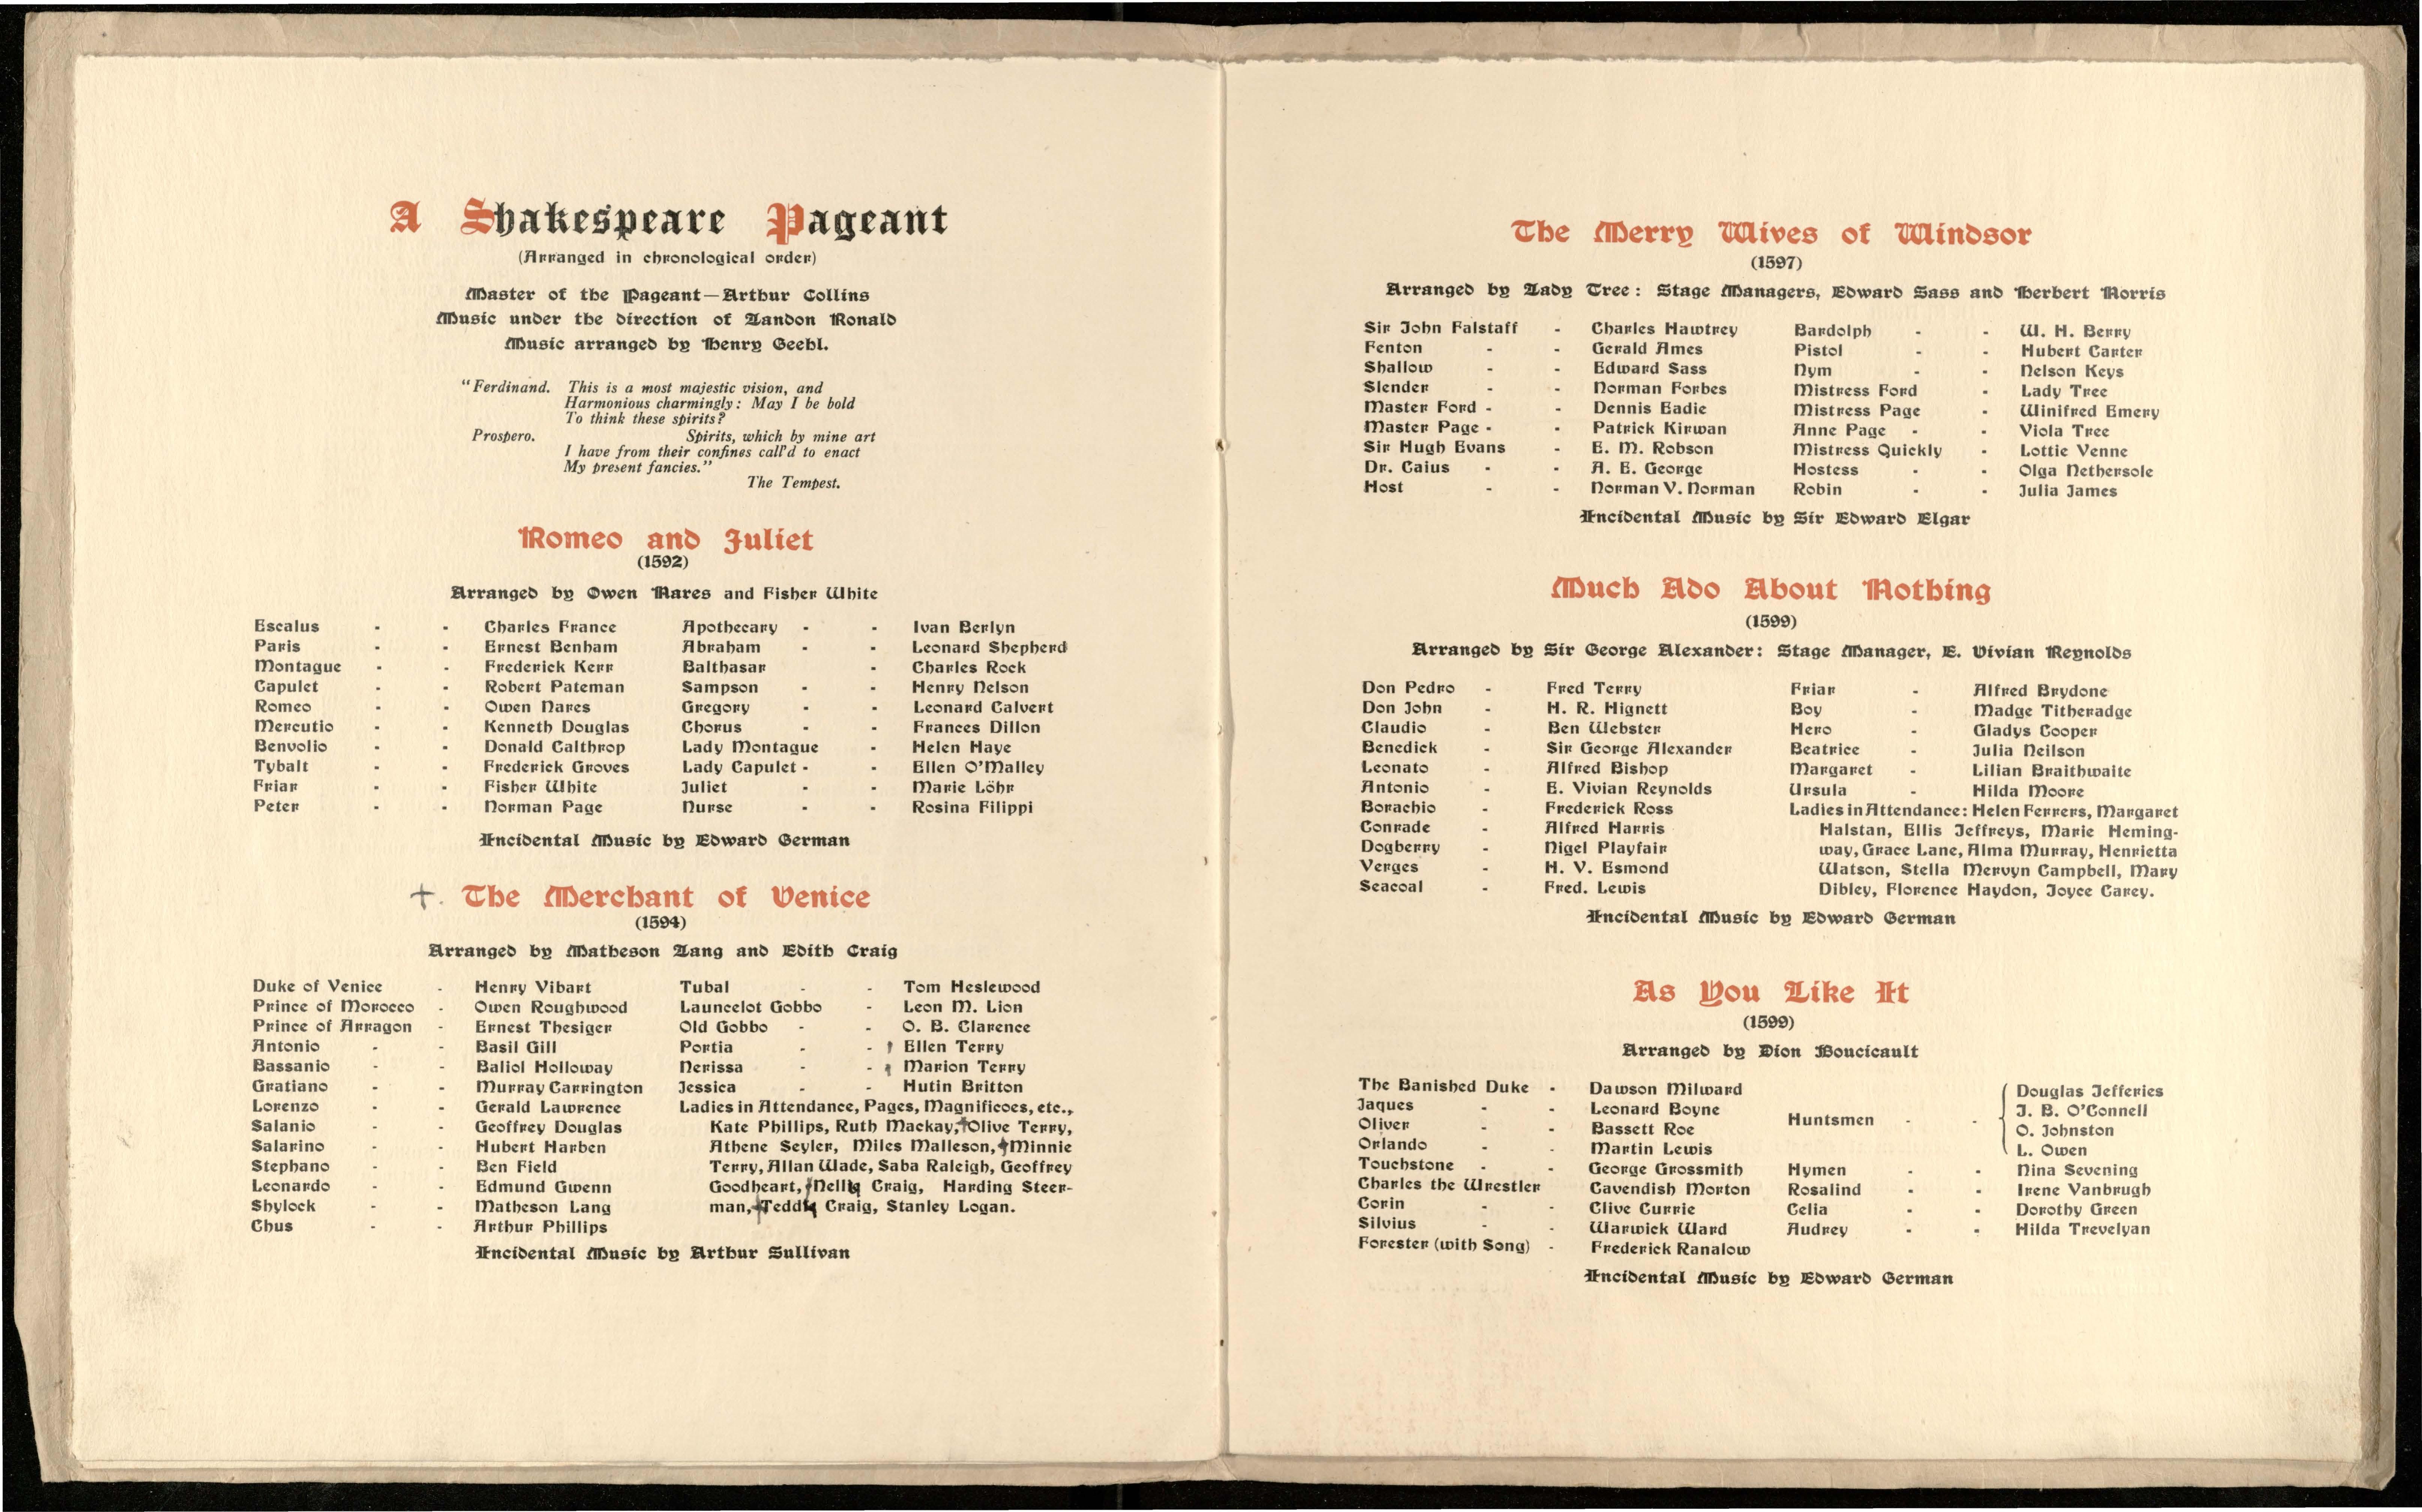 A Shakespeare Pageant
(Arranged in chronological order)
Master of the Pageant—Arthur Collins
Music under the direction of Landon Ronald
Music arranged by Henry Geehl.
"Ferdinand. This is a most majestic vision, and
Harmonious charmingly: May I be bold
To think these spirits?
Prospero. Spirits, which by mine art
I have from their confines call'd to enact
My present fancies."
The Tempest.
Romeo and Juliet
(1592)
Arranged by Owen Nares and Fisher White
Escalus - - Charles France Apothecary - - Ivan Berlyn
Paris - - Ernest Benham Abraham - - Leonard Shepherd
Montague - - Frederick Kerr Balthasar - Charles Rock
Capulet - - Robert Pateman Sampson - - Henry Nelson
Romeo - - Owen Nares Gregory - - Leonard Calvert
Mercutio - - Kenneth Douglas Chorus - - Frances Dillon
Benvolio - - Donald Calthrop Lady Montague - Helen Haye
Tybalt - - Frederick Groves Lady Capulet - - Ellen O'Malley
Friar - - Fisher White Juliet - - Marie Löhr
Peter - - Norman Page Nurse - - Rosina Filippi
Incidental Music by Edward German
+. The Merchant of Venice
(1594)
Arranged by Matheson Lang and Edith Craig
Duke of Venice - Henry Vibart Tubal - - Tom Heslewood
Prince of Morocco - Owen Roughwood Launcelot Gobbo - Leon M. Lion
Prince of Arragon - Ernest Thesiger Old Gobbo - - O. B. Clarence
Antonio - - Basil Gill Portia - - Ellen Terry
Bassanio - - Baliol Holloway Nerissa - - Marion Terry
Gratiano - - Murray Carrington Jessica - - Hutin Britton
Lorenzo - - Gerald Lawrence Ladies in Attendance, Pages, Magnificoes, etc.,
Salanio - - Geoffrey Douglas Kate Phillips, Ruth Mackay, +Olive Terry,
Salarino - - Hubert Harben Athene Seyler, Miles Malleson, +Minnie
Stephano - - Ben Field Terry, Allan Wade, Saba Raleigh, Geoffrey
Leonardo - - Edmund Gwenn Goodheart, +Nelly Craig, Harding Steer-
Shylock - - Matheson Lang man, +Teddy Craig, Stanley Logan.
Chus - - Arthur Phillips
Incidental Music by Arthur Sullivan
The Merry Wives of Windsor
(1597)
Arranged by Lady Tree: Stage Managers, Edward Sass and Herbert Norris
Sir John Falstaff - Charles Hawtrey Bardolph - - W. H. Berry
Fenton - - Gerald Ames Pistol - - Hubert Carter
Shallow - - Edward Sass Nym - - Nelson Keys
Slender - - Norman Forbes Mistress Ford - Lady Tree
Master Ford - - Dennis Eadie Mistress Page - Winifred Emery
Master Page - - Patrick Kirwan Anne Page - - Viola Tree
Sir Hugh Evans - E. M. Robson Mistress Quickly - Lottie Venne
Dr. Caius - - A. E. George Hostess - - Olga Nethersole
Host - - Norman V. Norman Robin - - Julia James
Incidental Music by Sir Edward Elgar
Much Ado About Nothing
(1599)
Arranged by Sir George Alexander: Stage Manager, E. Vivian Reynolds
Don Pedro - Fred Terry Friar - Alfred Brydone
Don John - H. R. Hignett Boy - Madge Titheradge
Claudio - Ben Webster Hero - Gladys Cooper
Benedick - Sir George Alexander Beatrice - Julia Neilson
Leonato - Alfred Bishop Margaret - Lilian Braithwaite
Antonio - E. Vivian Reynolds Ursula - Hilda Moore
Borachio - Frederick Ross Ladies in Attendance: Helen Ferrers, Margaret
Conrade - Alfred Harris Halstan, Ellis Jeffreys, Marie Heming-
Dogberry - Nigel Playfair way, Grace Lane, Alma Murray, Henrietta
Verges - H. V. Esmond Watson, Stella Mervyn Campbell, Mary
Seacoal - Fred. Lewis Dibley, Florence Haydon, Joyce Carey.
Incidental Music by Edward German
As You Like It
(1599)
Arranged by Dion Boucicault
The Banished Duke - Dawson Milward Douglas Jefferies
Jaques - - Leonard Boyne Huntsmen - - J. B. O'Connell
Oliver - - Bassett Roe O. Johnston
Orlando - - Martin Lewis L. Owen
Touchstone - - George Grossmith Hymen - - Nina Sevening
Charles the Wrestler Cavendish Morton Rosalind - - Irene Vanbrugh
Corin - - Clive Currie Celia - - Dorothy Green
Silvius - - Warwick Ward Audrey - - Hilda Trevelyan
Forester (with Song) - Frederick Ranalow
Incidental Music by Edward German